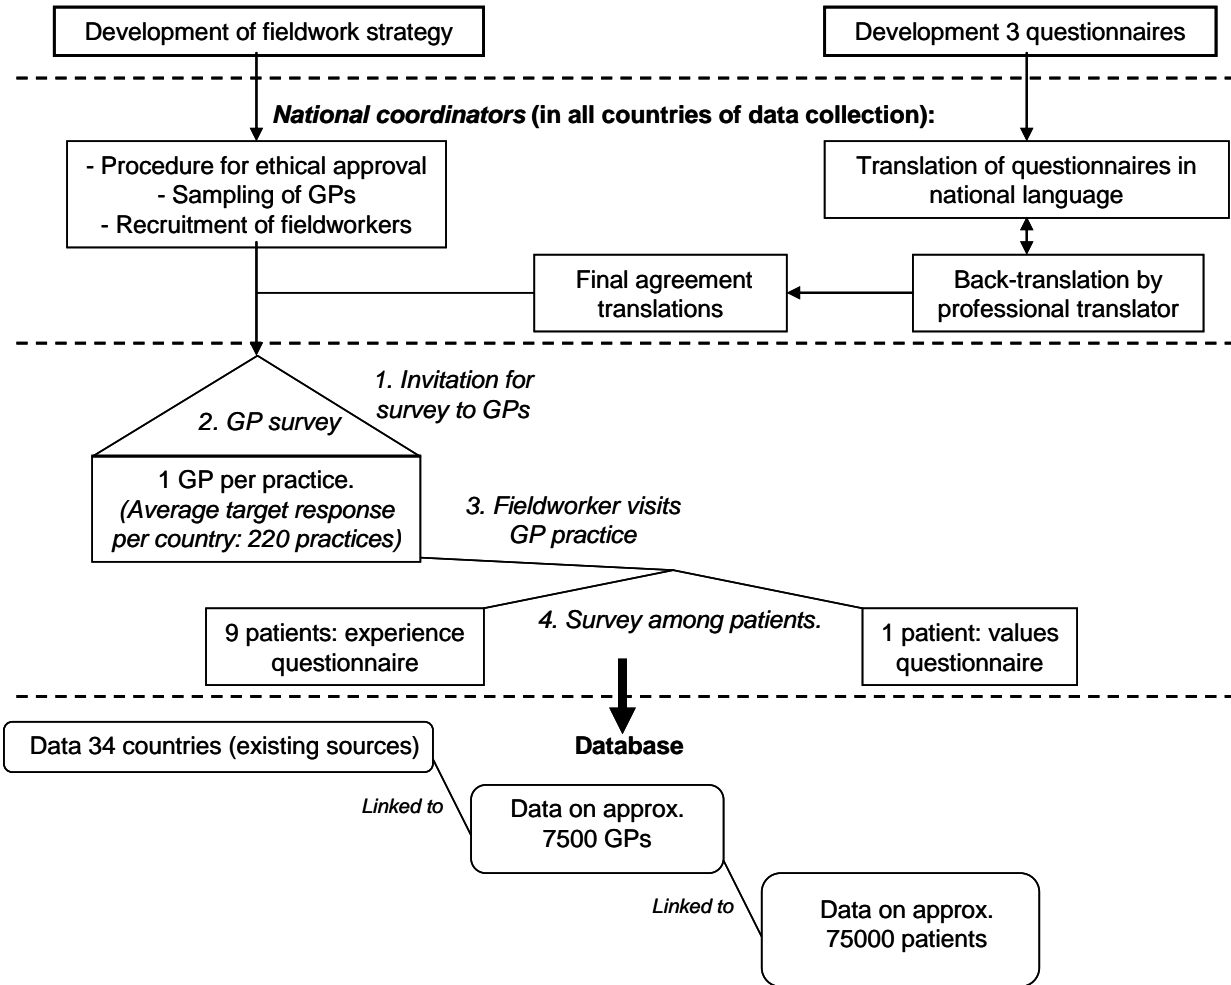 Development of fieldwork strategy
Development 3 questionnaires
National coordinators (in all countries of data collection):
- Procedure for ethical approval
- Sampling of GPs
- Recruitment of fieldworkers
Translation of questionnaires in
national language
Final agreement
translations
Back-translation by
professional translator
1. Invitation for
survey to GPs
2. GP survey
1 GP per practice.
(Average target response
per country: 220 practices)
3. Fieldworker visits
GP practice
9 patients: experience
questionnaire
4. Survey among patients.
1 patient: values
questionnaire
Data 34 countries (existing sources)
Database
Linked to
Data on approx.
7500 GPs
Linked to
Data on approx.
75000 patients